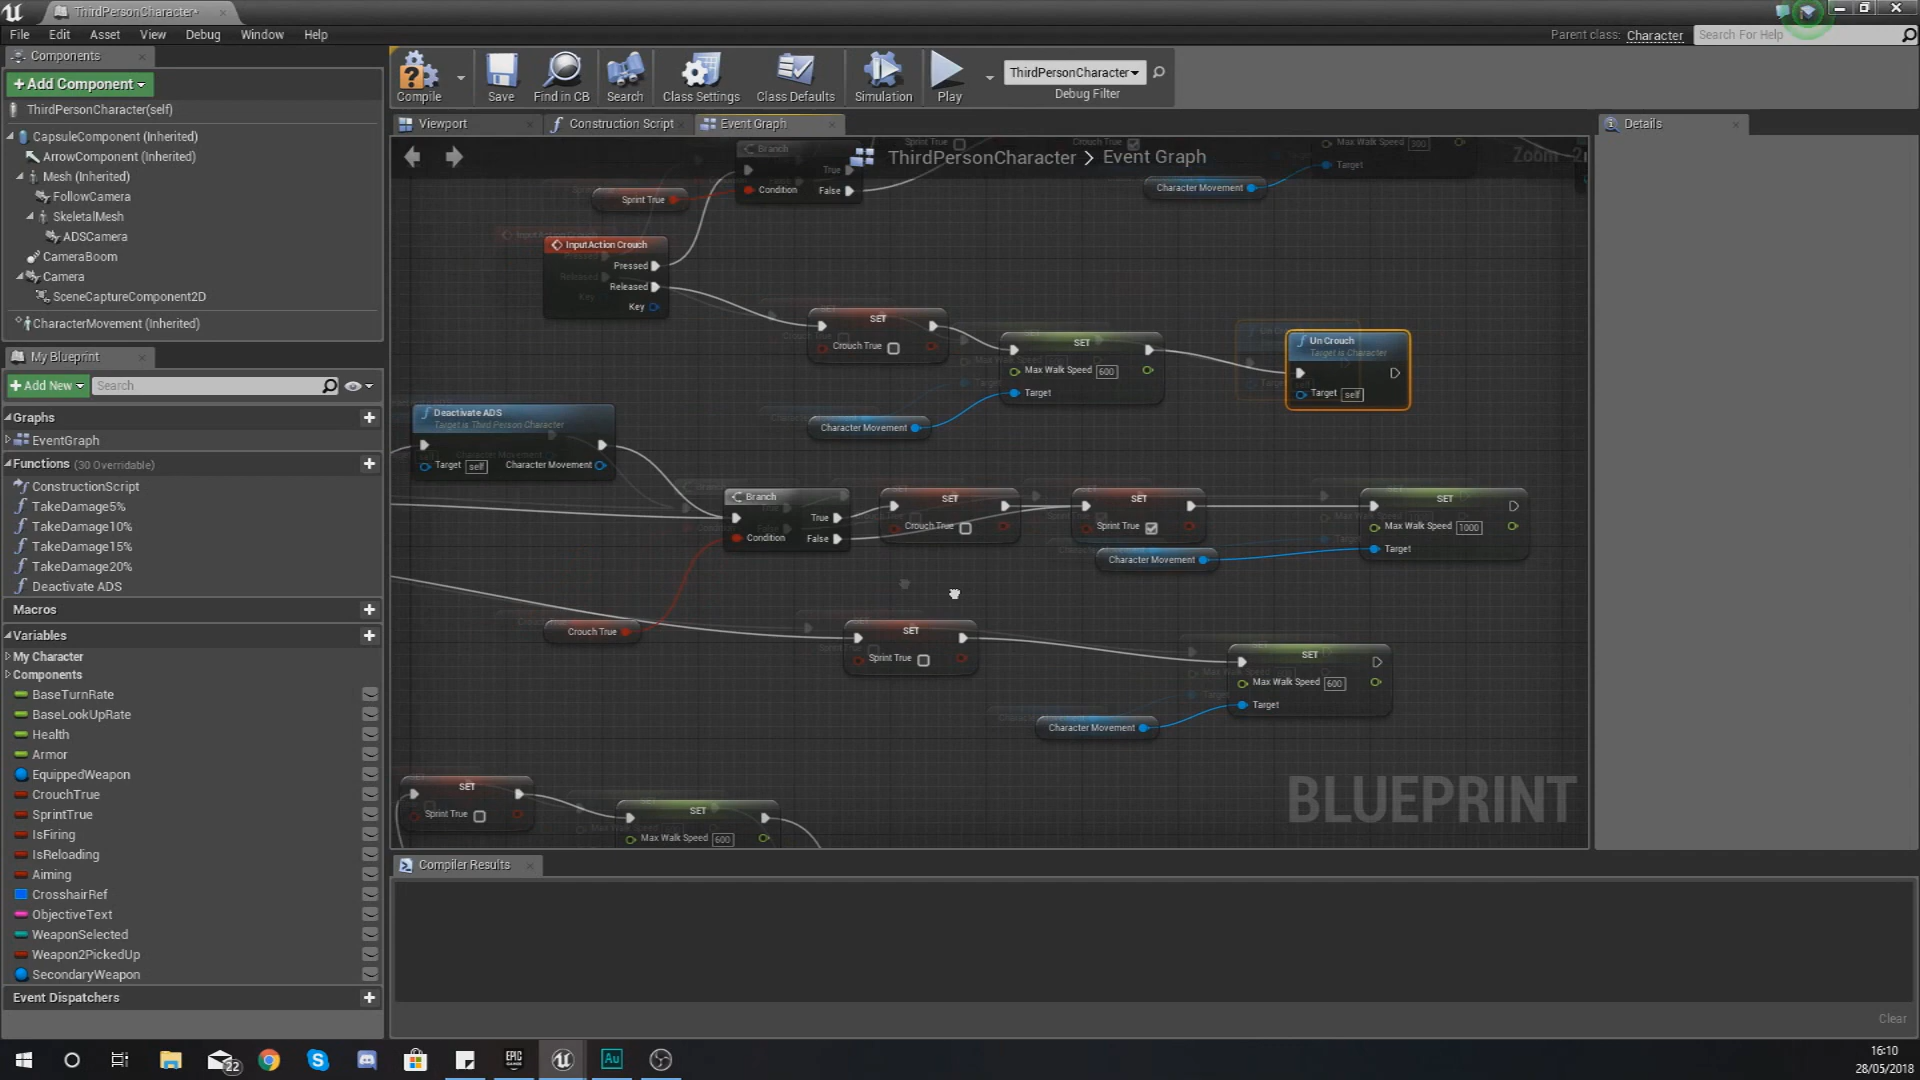 ThirdPersonCharacter*
File Edit Asset View Debug Window Help
Parent class: Character
Search For Help
Components
+Add Component
ThirdPersonCharacter(self)
CapsuleComponent (Inherited)
ArrowComponent (Inherited)
Mesh (Inherited)
FollowCamera
SkeletalMesh
ADSCamera
CameraBoom
Camera
SceneCaptureComponent2D
CharacterMovement (Inherited)
My Blueprint
+Add New
Search
Graphs
EventGraph
Functions (30 Overridable)
ConstructionScript
TakeDamage5%
TakeDamage10%
TakeDamage15%
TakeDamage20%
Deactivate ADS
Macros
Variables
My Character
Components
BaseTurnRate
BaseLookUpRate
Health
Armor
EquippedWeapon
CrouchTrue
SprintTrue
IsFiring
IsReloading
Aiming
CrosshairRef
ObjectiveText
WeaponSelected
Weapon2PickedUp
SecondaryWeapon
Event Dispatchers
Compile
Save
Find in CB
Search
Class Settings
Class Defaults
Simulation
Play
ThirdPersonCharacter
Debug Filter
Viewport
Construction Script
Event Graph
Details
ThirdPersonCharacter > Event Graph
Branch
True
Condition
False
Sprint True
InputAction Crouch
Pressed
Released
Key
SET
Crouch True
SET
Max Walk Speed 600
Target
Character Movement
Un Crouch
Target is Character
Target self
Character Movement
Max Walk Speed 300
Target
Deactivate ADS
Target is Third Person Character
Target self
Character Movement
Branch
True
Condition
False
SET
Crouch True
SET
Sprint True
Character Movement
SET
Max Walk Speed 1000
Target
Crouch True
SET
Sprint True
SET
Max Walk Speed 600
Target
Character Movement
SET
Sprint True
SET
Max Walk Speed 600
BLUEPRINT
Compiler Results
Clear
22
EPIC GAMES
Au
16:10
28/05/2018